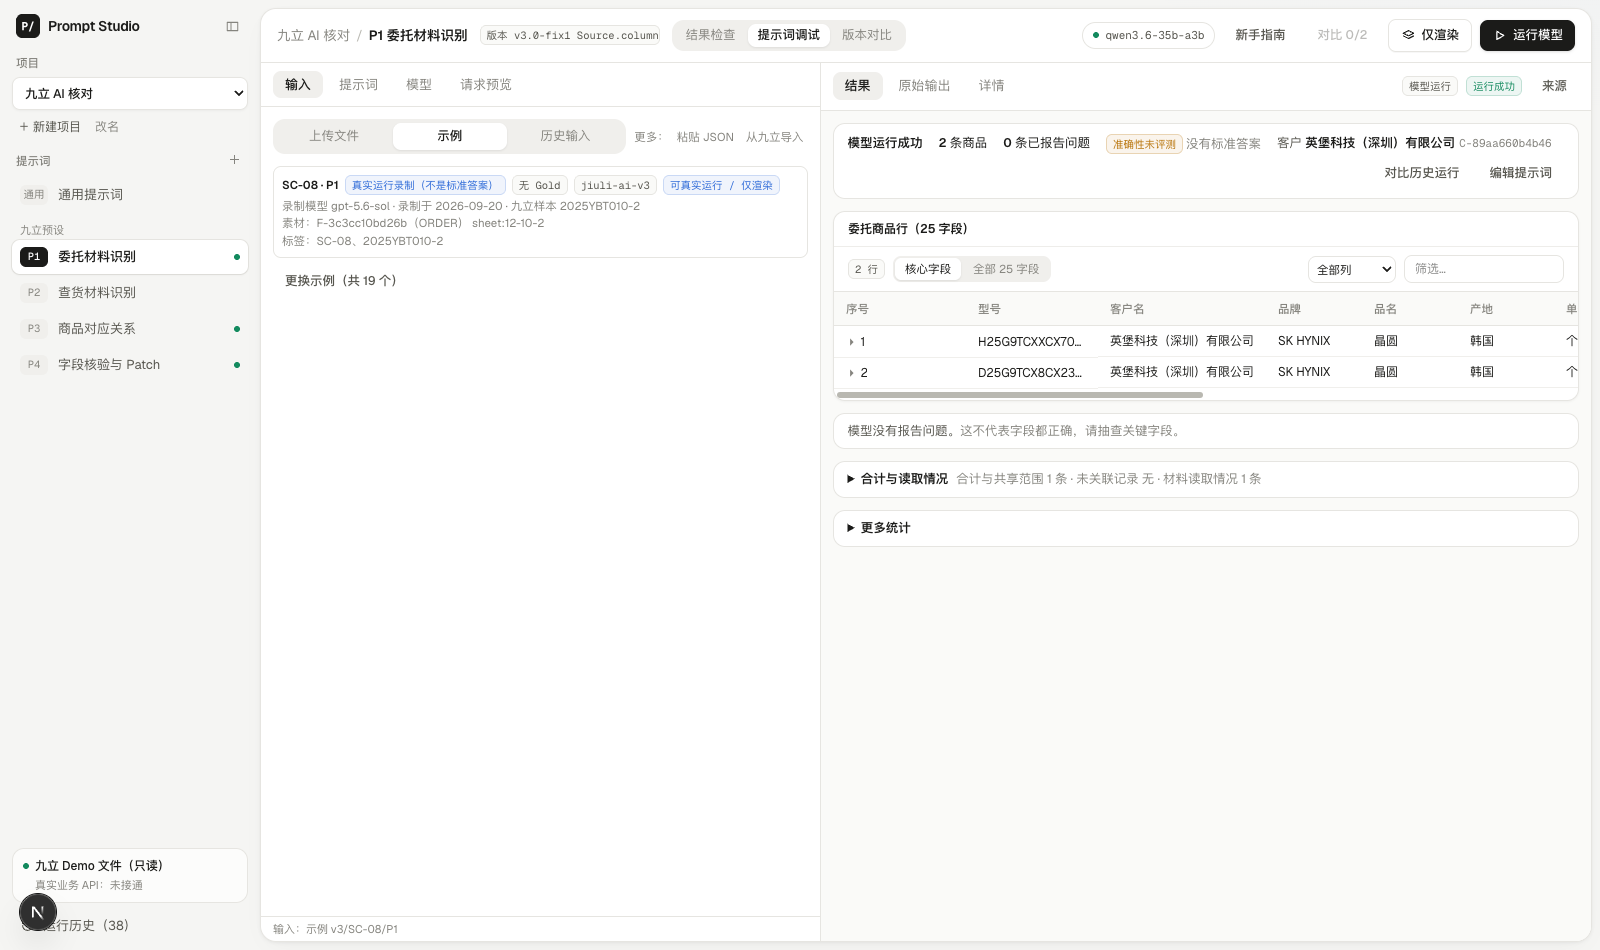 P/ Prompt Studio
项目
九立 AI 核对
+ 新建项目 改名
提示词 +
通用 通用提示词
九立预设
P1 委托材料识别
P2 查货材料识别
P3 商品对应关系
P4 字段核验与 Patch
九立 Demo 文件（只读）
真实业务 API：未接通
N 运行历史（38）
九立 AI 核对 / P1 委托材料识别 版本 v3.0-fix1 Source.column 结果检查 提示词调试 版本对比
qwen3.6-35b-a3b 新手指南 对比 0/2 仅渲染 运行模型
输入 提示词 模型 请求预览
上传文件 示例 历史输入 更多： 粘贴 JSON 从九立导入
SC-08 · P1 真实运行录制（不是标准答案） 无 Gold jiuli-ai-v3 可真实运行 / 仅渲染
录制模型 gpt-5.6-sol · 录制于 2026-09-20 · 九立样本 2025YBT010-2
素材：F-3c3cc10bd26b（ORDER） sheet:12-10-2
标签：SC-08、2025YBT010-2
更换示例（共 19 个）
输入：示例 v3/SC-08/P1
结果 原始输出 详情 模型运行 运行成功 来源
模型运行成功 2 条商品 0 条已报告问题 准确性未评测 没有标准答案 客户 英堡科技（深圳）有限公司 C-89aa660b4b46
对比历史运行 编辑提示词
委托商品行（25 字段）
2 行 核心字段 全部 25 字段 全部列 筛选…
序号 型号 客户名 品牌 品名 产地 单
1 H25G9TCXXCX70… 英堡科技（深圳）有限公司 SK HYNIX 晶圆 韩国 个
2 D25G9TCX8CX23… 英堡科技（深圳）有限公司 SK HYNIX 晶圆 韩国 个
模型没有报告问题。这不代表字段都正确，请抽查关键字段。
合计与读取情况 合计与共享范围 1 条 · 未关联记录 无 · 材料读取情况 1 条
更多统计